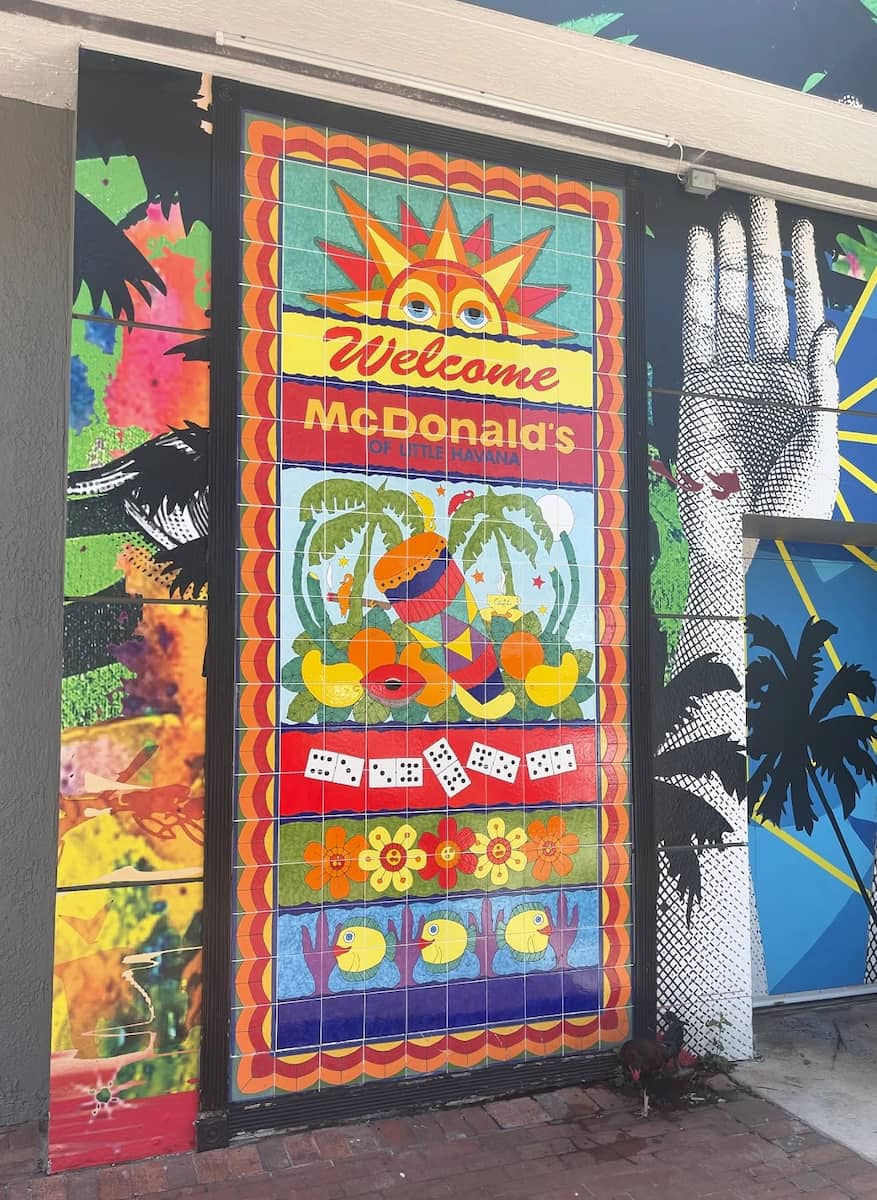 Welcome
McDonald's
OF LITTLE HAVANA